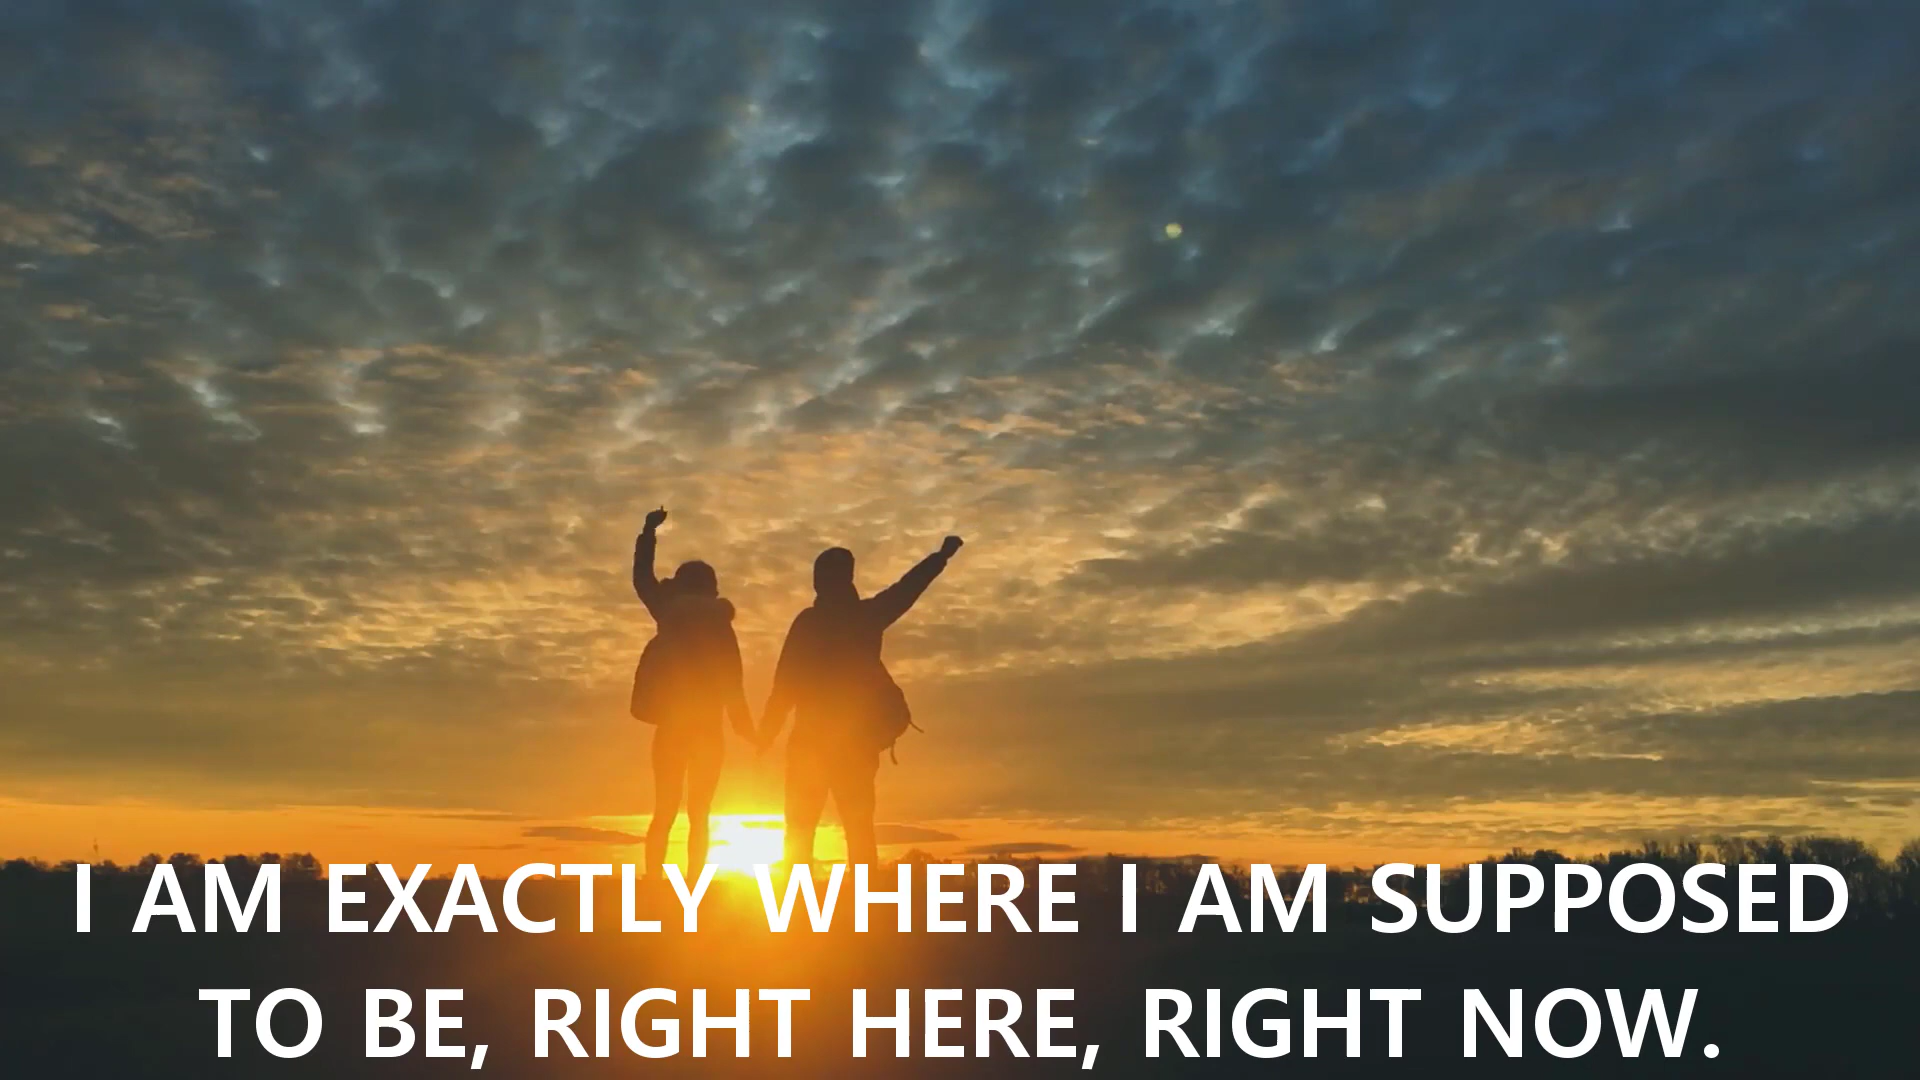 I AM EXACTLY WHERE I AM SUPPOSED
TO BE, RIGHT HERE, RIGHT NOW.